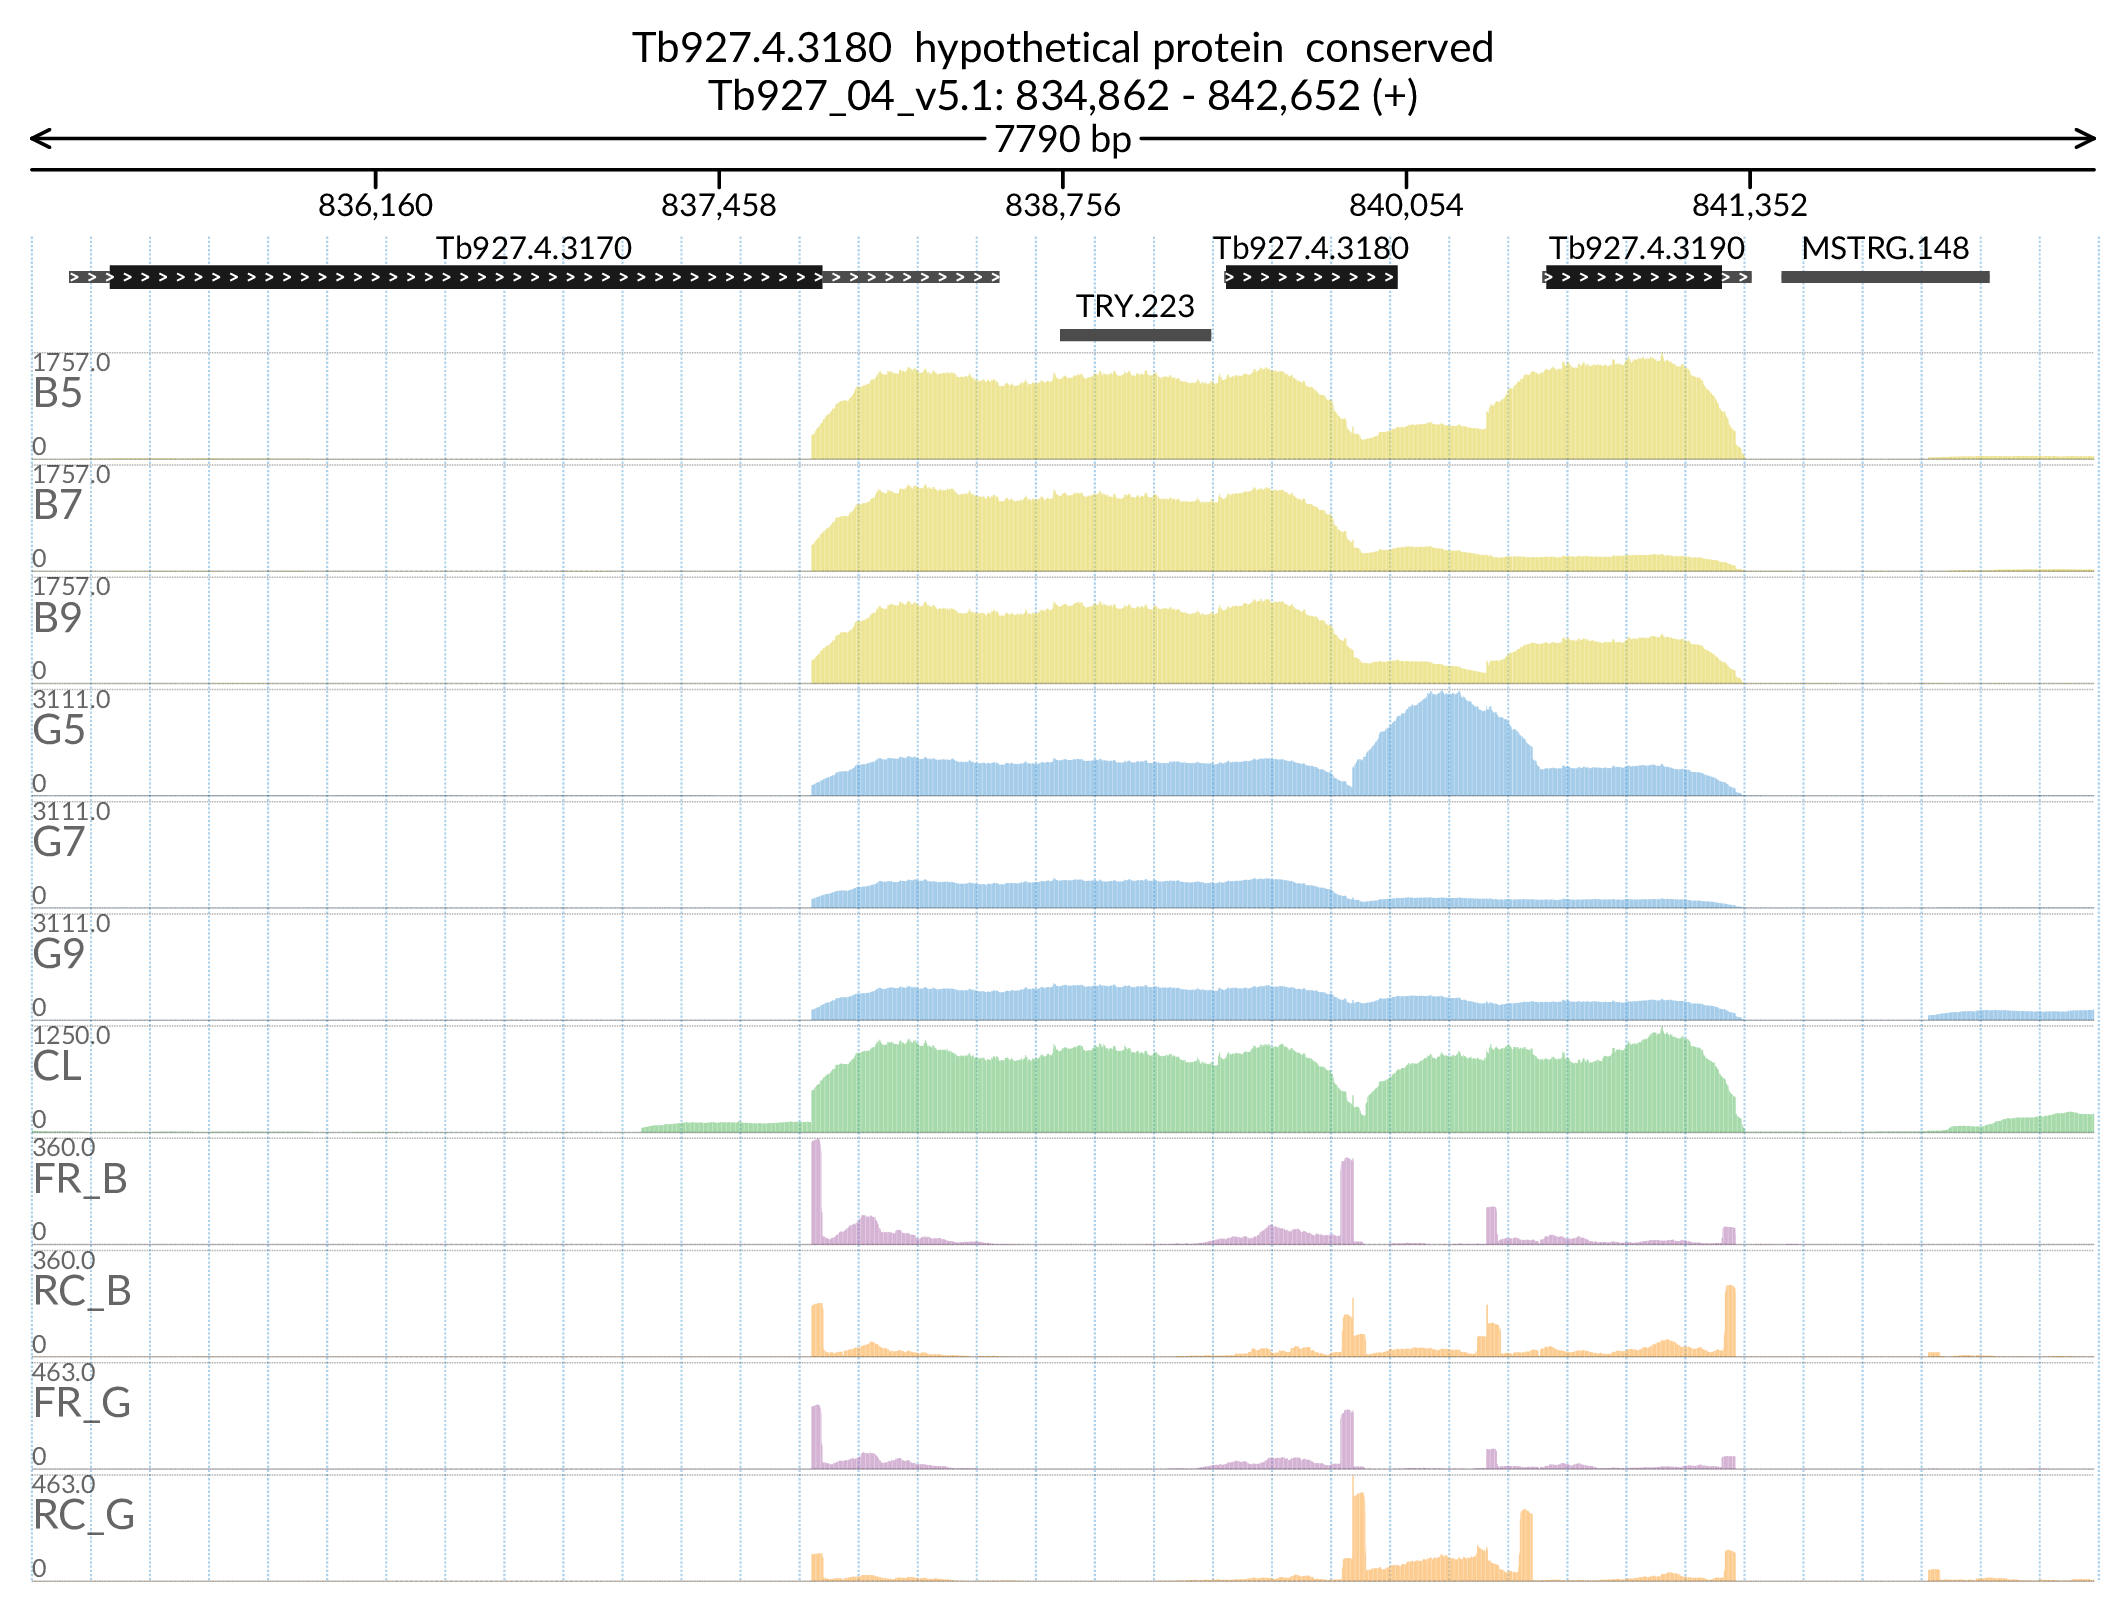 Tb927.4.3180 hypothetical protein conserved
Tb927_04_v5.1: 834,862 - 842,652 (+)
7790 bp
836,160 837,458 838,756 840,054 841,352
Tb927.4.3170 Tb927.4.3180 Tb927.4.3190 MSTRG.148
TRY.223
1757.0
B5
0
1757.0
B7
0
1757.0
B9
0
3111.0
G5
0
3111.0
G7
0
3111.0
G9
0
1250.0
CL
0
360.0
FR_B
0
360.0
RC_B
0
463.0
FR_G
0
463.0
RC_G
0